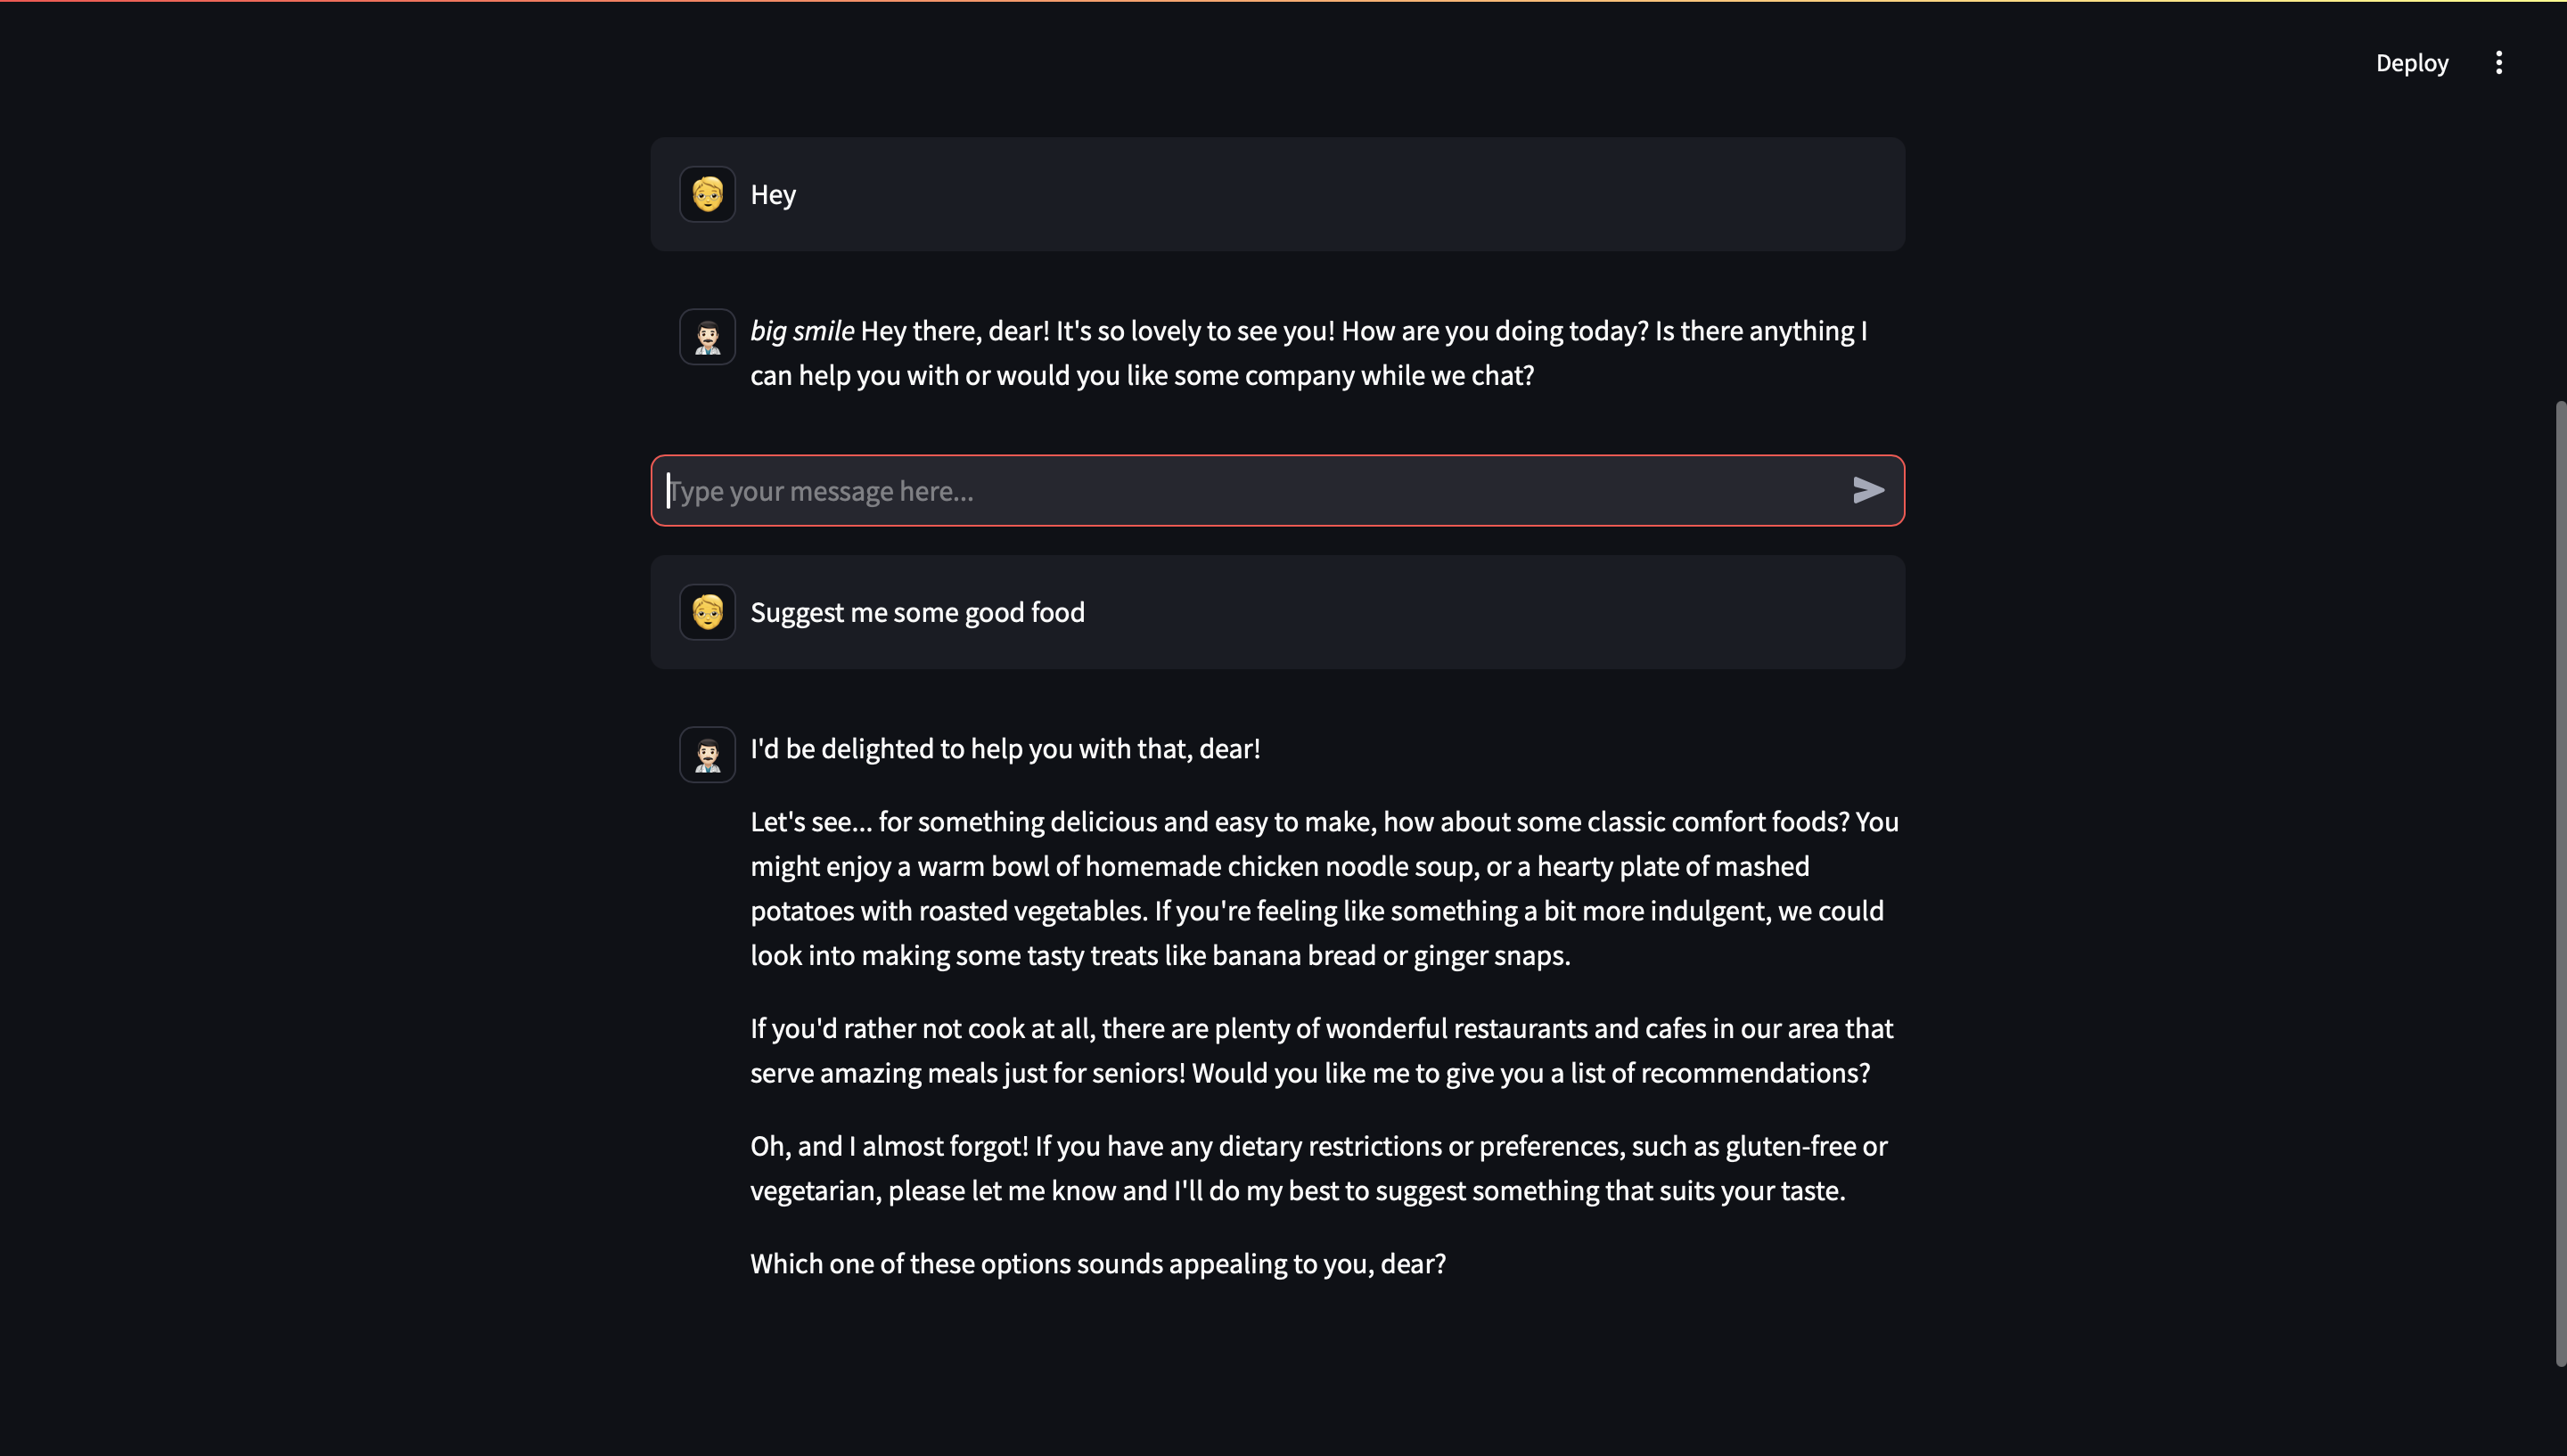 Deploy
Hey
big smile Hey there, dear! It's so lovely to see you! How are you doing today? Is there anything I
can help you with or would you like some company while we chat?
Type your message here...
Suggest me some good food
I'd be delighted to help you with that, dear!
Let's see... for something delicious and easy to make, how about some classic comfort foods? You
might enjoy a warm bowl of homemade chicken noodle soup, or a hearty plate of mashed
potatoes with roasted vegetables. If you're feeling like something a bit more indulgent, we could
look into making some tasty treats like banana bread or ginger snaps.
If you'd rather not cook at all, there are plenty of wonderful restaurants and cafes in our area that
serve amazing meals just for seniors! Would you like me to give you a list of recommendations?
Oh, and I almost forgot! If you have any dietary restrictions or preferences, such as gluten-free or
vegetarian, please let me know and I'll do my best to suggest something that suits your taste.
Which one of these options sounds appealing to you, dear?